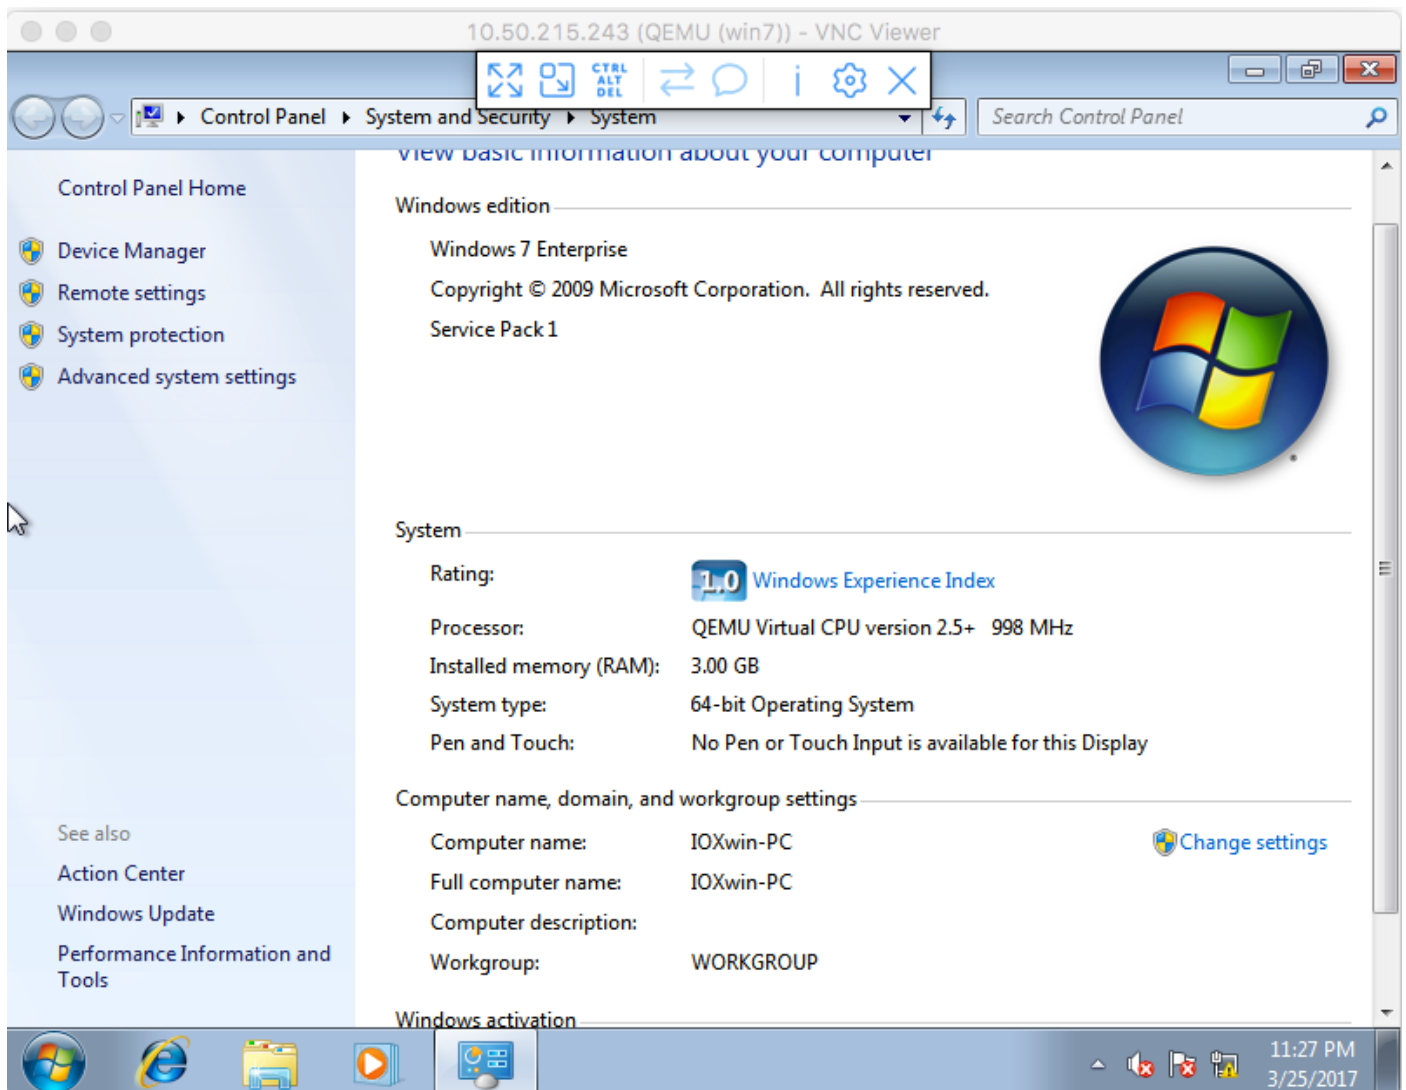 10.50.215.243 (QEMU (win7)) - VNC Viewer
CTRL
ALT
DEL
Control Panel
System and Security
System
Search Control Panel
View basic information about your computer
Control Panel Home
Device Manager
Remote settings
System protection
Advanced system settings
See also
Action Center
Windows Update
Performance Information and
Tools
Windows edition
Windows 7 Enterprise
Copyright © 2009 Microsoft Corporation. All rights reserved.
Service Pack 1
System
Rating: 1,0 Windows Experience Index
Processor: QEMU Virtual CPU version 2.5+ 998 MHz
Installed memory (RAM): 3.00 GB
System type: 64-bit Operating System
Pen and Touch: No Pen or Touch Input is available for this Display
Computer name, domain, and workgroup settings
Computer name: IOXwin-PC Change settings
Full computer name: IOXwin-PC
Computer description:
Workgroup: WORKGROUP
Windows activation
11:27 PM
3/25/2017